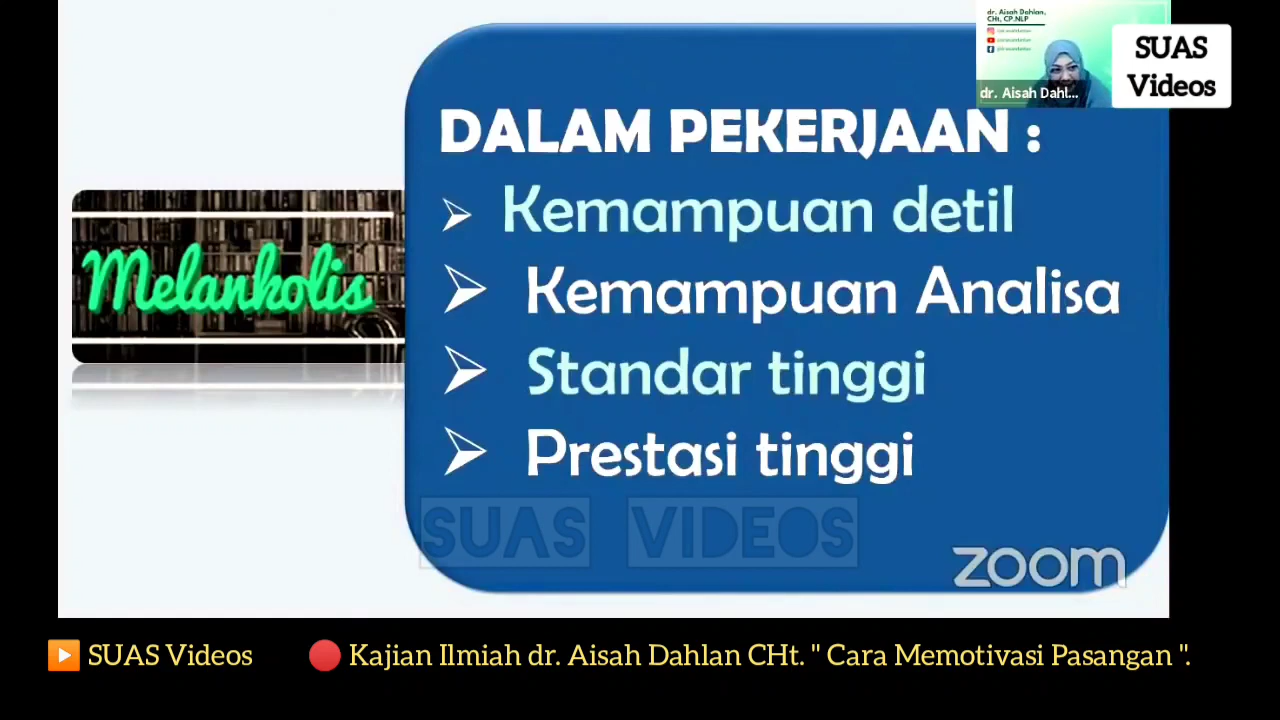 dr. Aisah Dahlan,
CHt, CP.NLP
dr. Aisah Dahl...
SUAS
Videos
DALAM PEKERJAAN :
Kemampuan detil
Kemampuan Analisa
Standar tinggi
Prestasi tinggi
Melankolis
SUAS VIDEOS
zoom
SUAS Videos
Kajian Ilmiah dr. Aisah Dahlan CHt. " Cara Memotivasi Pasangan ".